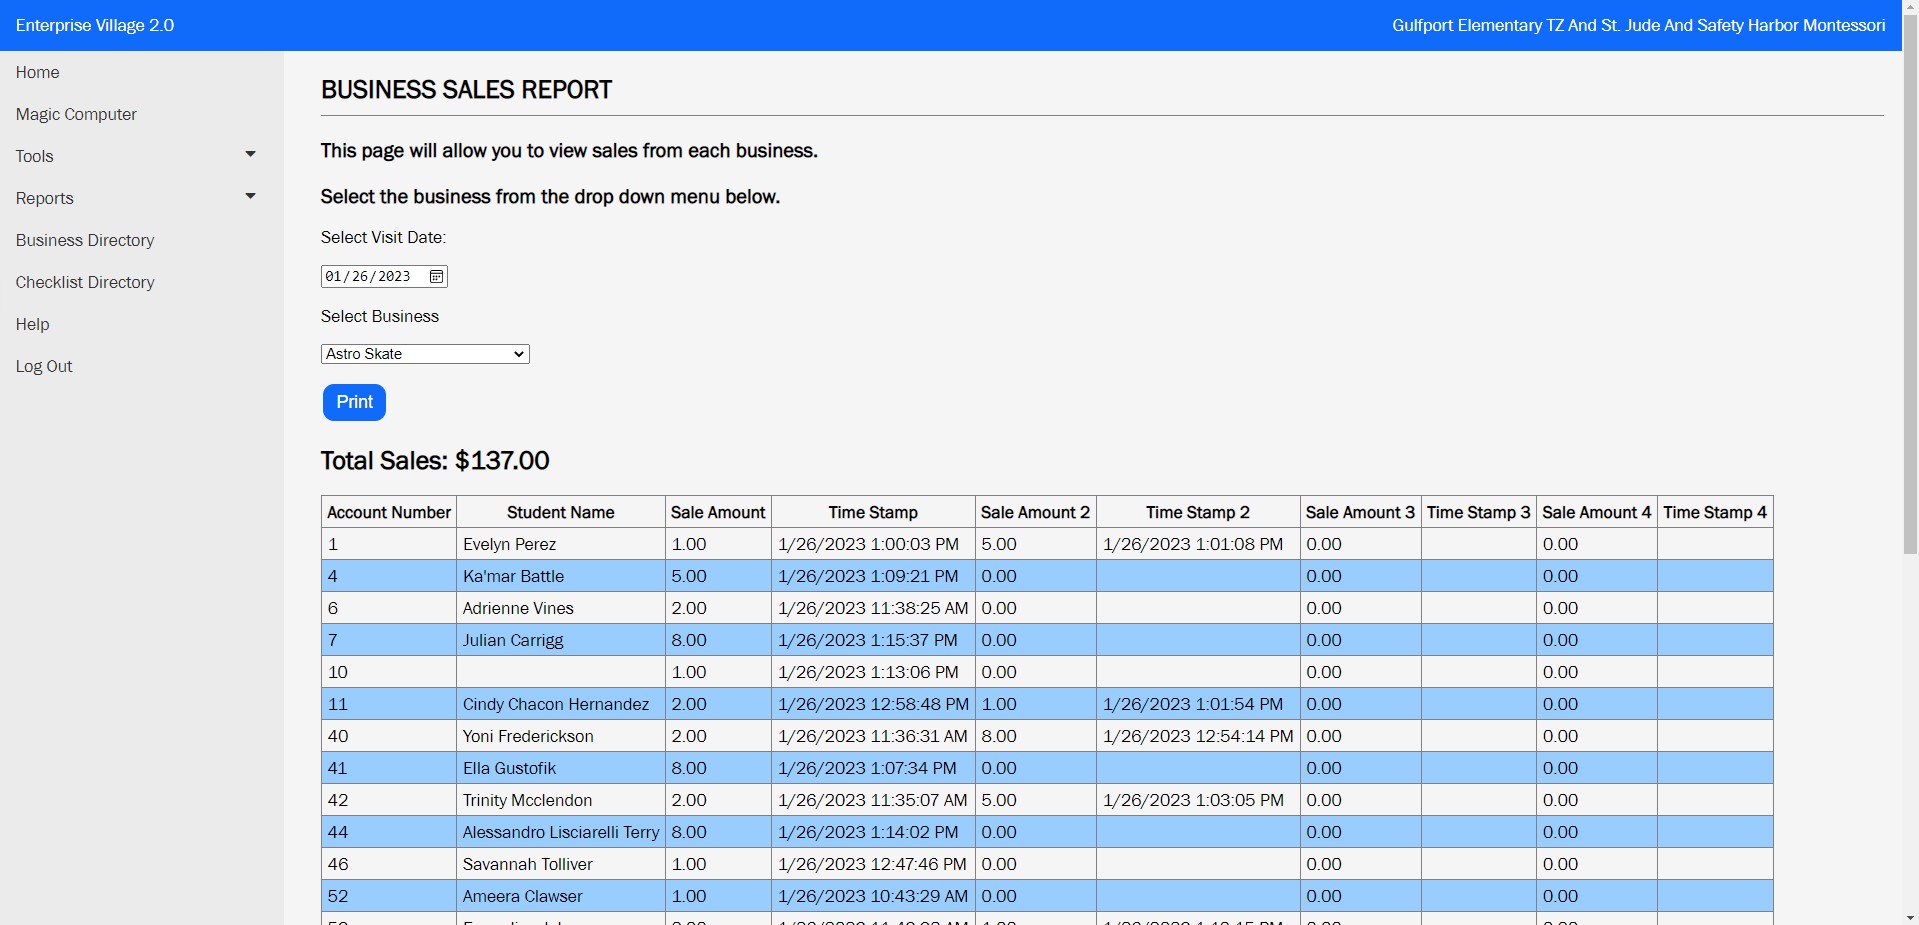 Enterprise Village 2.0
Gulfport Elementary TZ And St. Jude And Safety Harbor Montessori
Home
Magic Computer
Tools
Reports
Business Directory
Checklist Directory
Help
Log Out
BUSINESS SALES REPORT
This page will allow you to view sales from each business.
Select the business from the drop down menu below.
Select Visit Date:
01/26/2023
Select Business
Astro Skate
Print
Total Sales: $137.00
Account Number Student Name Sale Amount Time Stamp Sale Amount 2 Time Stamp 2 Sale Amount 3 Time Stamp 3 Sale Amount 4 Time Stamp 4
1 Evelyn Perez 1.00 1/26/2023 1:00:03 PM 5.00 1/26/2023 1:01:08 PM 0.00 0.00
4 Ka'mar Battle 5.00 1/26/2023 1:09:21 PM 0.00 0.00 0.00
6 Adrienne Vines 2.00 1/26/2023 11:38:25 AM 0.00 0.00 0.00
7 Julian Carrigg 8.00 1/26/2023 1:15:37 PM 0.00 0.00 0.00
10 1.00 1/26/2023 1:13:06 PM 0.00 0.00 0.00
11 Cindy Chacon Hernandez 2.00 1/26/2023 12:58:48 PM 1.00 1/26/2023 1:01:54 PM 0.00 0.00
40 Yoni Frederickson 2.00 1/26/2023 11:36:31 AM 8.00 1/26/2023 12:54:14 PM 0.00 0.00
41 Ella Gustofik 8.00 1/26/2023 1:07:34 PM 0.00 0.00 0.00
42 Trinity Mcclendon 2.00 1/26/2023 11:35:07 AM 5.00 1/26/2023 1:03:05 PM 0.00 0.00
44 Alessandro Lisciarelli Terry 8.00 1/26/2023 1:14:02 PM 0.00 0.00 0.00
46 Savannah Tolliver 1.00 1/26/2023 12:47:46 PM 0.00 0.00 0.00
52 Ameera Clawser 1.00 1/26/2023 10:43:29 AM 0.00 0.00 0.00